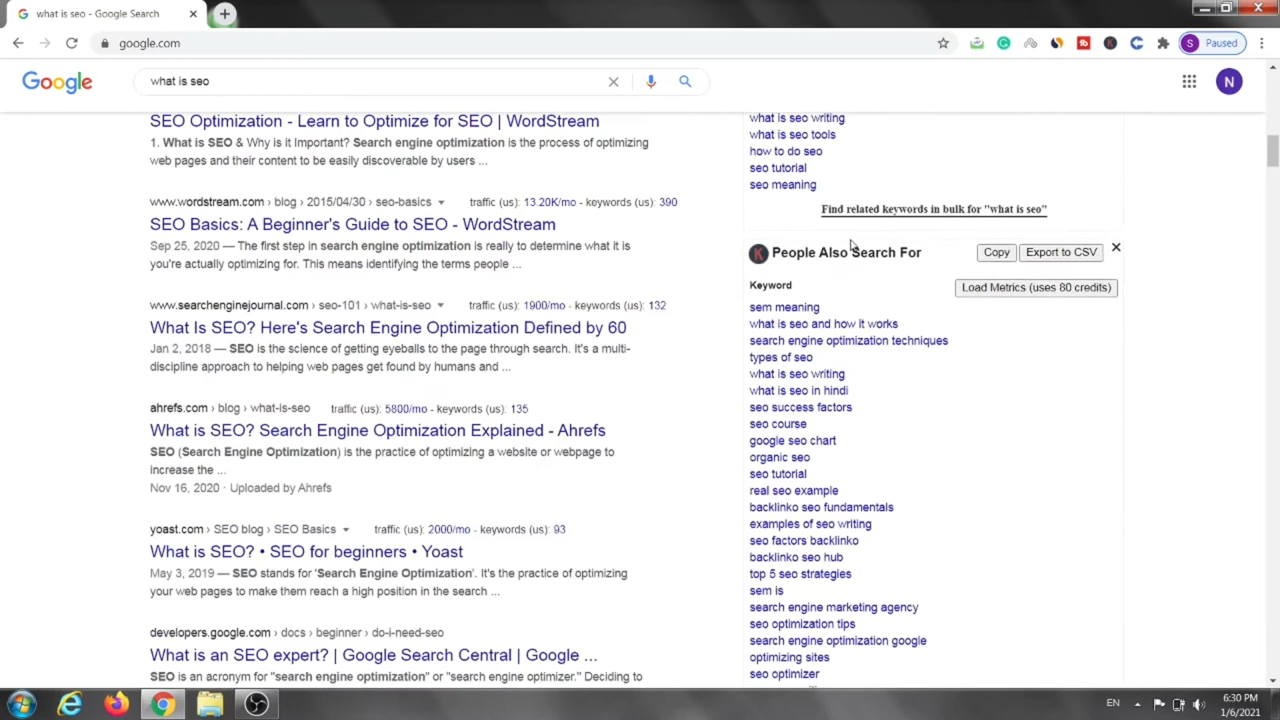 what is seo - Google Search
google.com
Paused
S
Google
what is seo
N
SEO Optimization - Learn to Optimize for SEO | WordStream
1. What is SEO & Why is it Important? Search engine optimization is the process of optimizing
web pages and their content to be easily discoverable by users ...
www.wordstream.com › blog › 2015/04/30 › seo-basics traffic (us): 13.20K/mo - keywords (us): 390
SEO Basics: A Beginner's Guide to SEO - WordStream
Sep 25, 2020 — The first step in search engine optimization is really to determine what it is
you're actually optimizing for. This means identifying the terms people ...
www.searchenginejournal.com › seo-101 › what-is-seo traffic (us): 1900/mo - keywords (us): 132
What Is SEO? Here's Search Engine Optimization Defined by 60
Jan 2, 2018 — SEO is the science of getting eyeballs to the page through search. It's a multi-
discipline approach to helping web pages get found by humans and ...
ahrefs.com › blog › what-is-seo traffic (us): 5800/mo - keywords (us): 135
What is SEO? Search Engine Optimization Explained - Ahrefs
SEO (Search Engine Optimization) is the practice of optimizing a website or webpage to
increase the ...
Nov 16, 2020 · Uploaded by Ahrefs
yoast.com › SEO blog › SEO Basics traffic (us): 2000/mo - keywords (us): 93
What is SEO? • SEO for beginners • Yoast
May 3, 2019 — SEO stands for 'Search Engine Optimization'. It's the practice of optimizing
your web pages to make them reach a high position in the search ...
developers.google.com › docs › beginner › do-i-need-seo
What is an SEO expert? | Google Search Central | Google ...
SEO is an acronym for "search engine optimization" or "search engine optimizer." Deciding to
what is seo writing
what is seo tools
how to do seo
seo tutorial
seo meaning
Find related keywords in bulk for "what is seo"
K People Also Search For Copy Export to CSV
Keyword Load Metrics (uses 80 credits)
sem meaning
what is seo and how it works
search engine optimization techniques
types of seo
what is seo writing
what is seo in hindi
seo success factors
seo course
google seo chart
organic seo
seo tutorial
real seo example
backlinko seo fundamentals
examples of seo writing
seo factors backlinko
backlinko seo hub
top 5 seo strategies
sem is
search engine marketing agency
seo optimization tips
search engine optimization google
optimizing sites
seo optimizer
EN
6:30 PM
1/6/2021